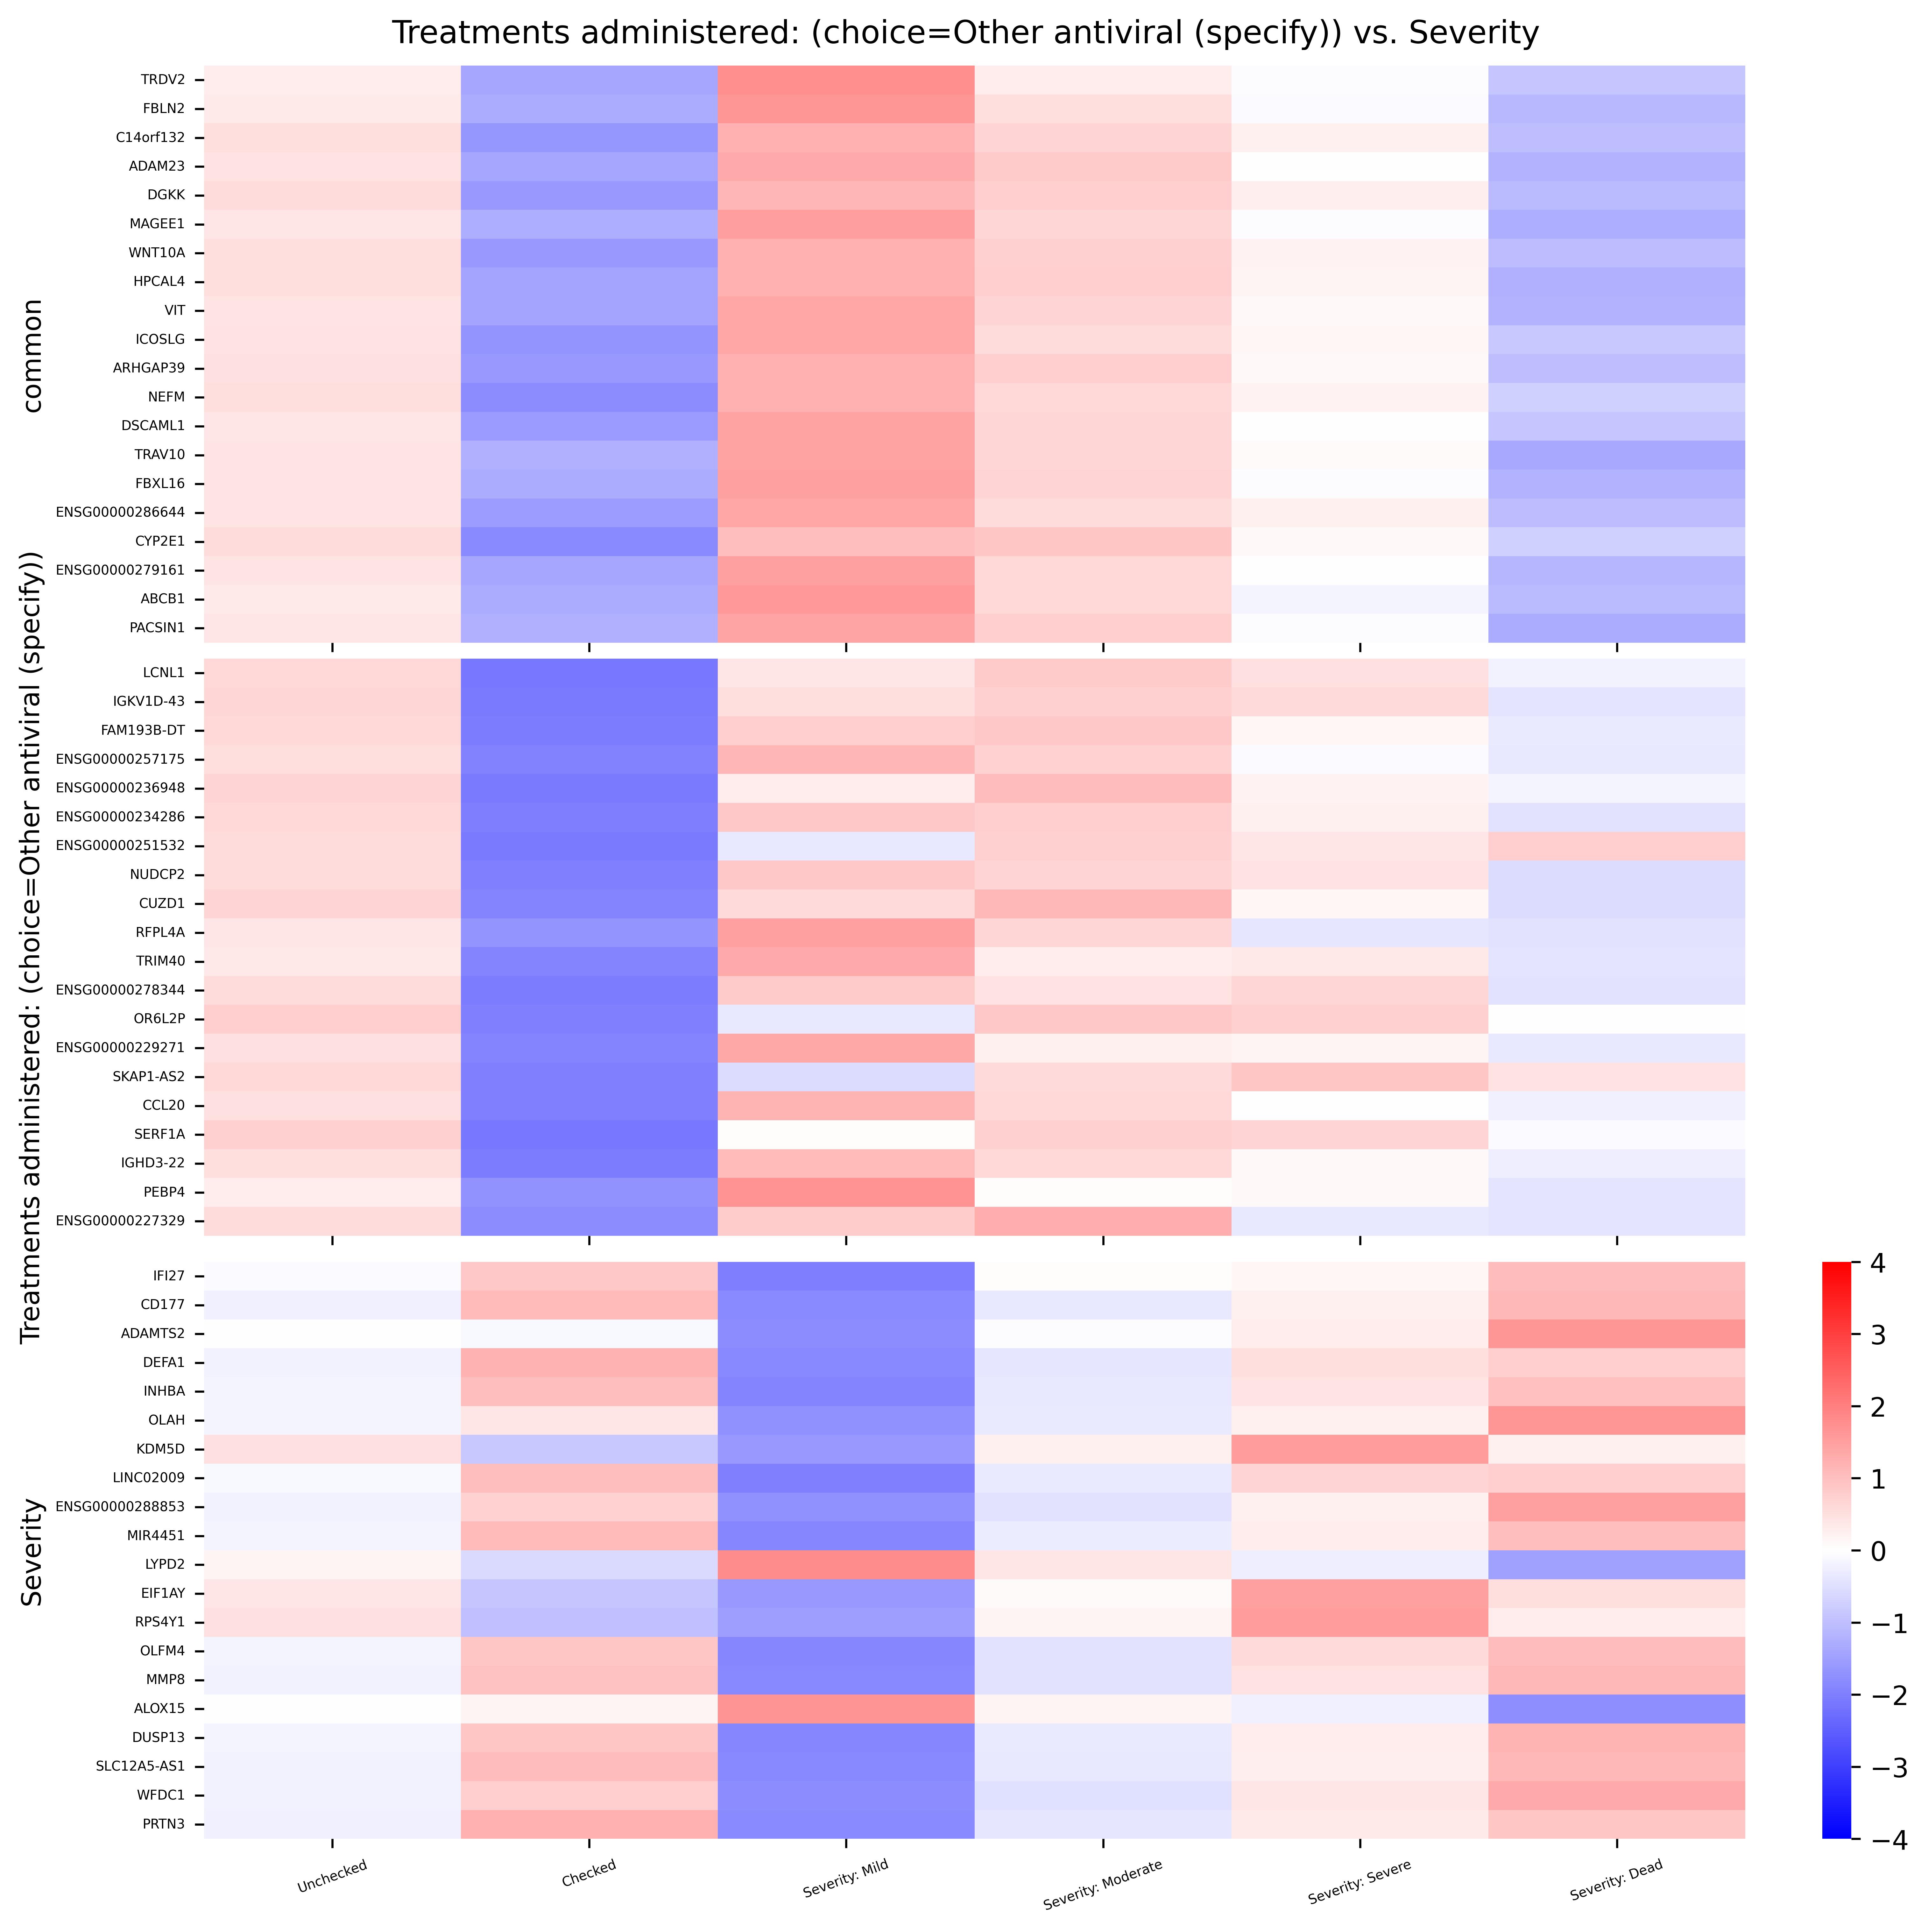 Treatments administered: (choice=Other antiviral (specify)) vs. Severity
common
TRDV2
FBLN2
C14orf132
ADAM23
DGKK
MAGEE1
WNT10A
HPCAL4
VIT
ICOSLG
ARHGAP39
NEFM
DSCAML1
TRAV10
FBXL16
ENSG00000286644
CYP2E1
ENSG00000279161
ABCB1
PACSIN1
Treatments administered: (choice=Other antiviral (specify))
LCNL1
IGKV1D-43
FAM193B-DT
ENSG00000257175
ENSG00000236948
ENSG00000234286
ENSG00000251532
NUDCP2
CUZD1
RFPL4A
TRIM40
ENSG00000278344
OR6L2P
ENSG00000229271
SKAP1-AS2
CCL20
SERF1A
IGHD3-22
PEBP4
ENSG00000227329
Severity
IFI27
CD177
ADAMTS2
DEFA1
INHBA
OLAH
KDM5D
LINC02009
ENSG00000288853
MIR4451
LYPD2
EIF1AY
RPS4Y1
OLFM4
MMP8
ALOX15
DUSP13
SLC12A5-AS1
WFDC1
PRTN3
Unchecked
Checked
Severity: Mild
Severity: Moderate
Severity: Severe
Severity: Dead
4
3
2
1
0
−1
−2
−3
−4